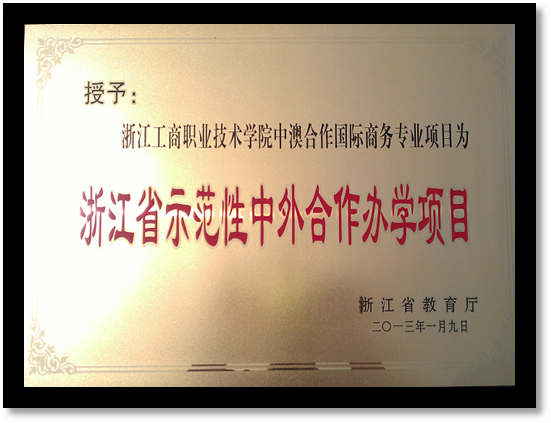 授予：
浙江工商职业技术学院中澳合作国际商务专业项目为
浙江省示范性中外合作办学项目
浙江省教育厅
二〇一三年一月九日